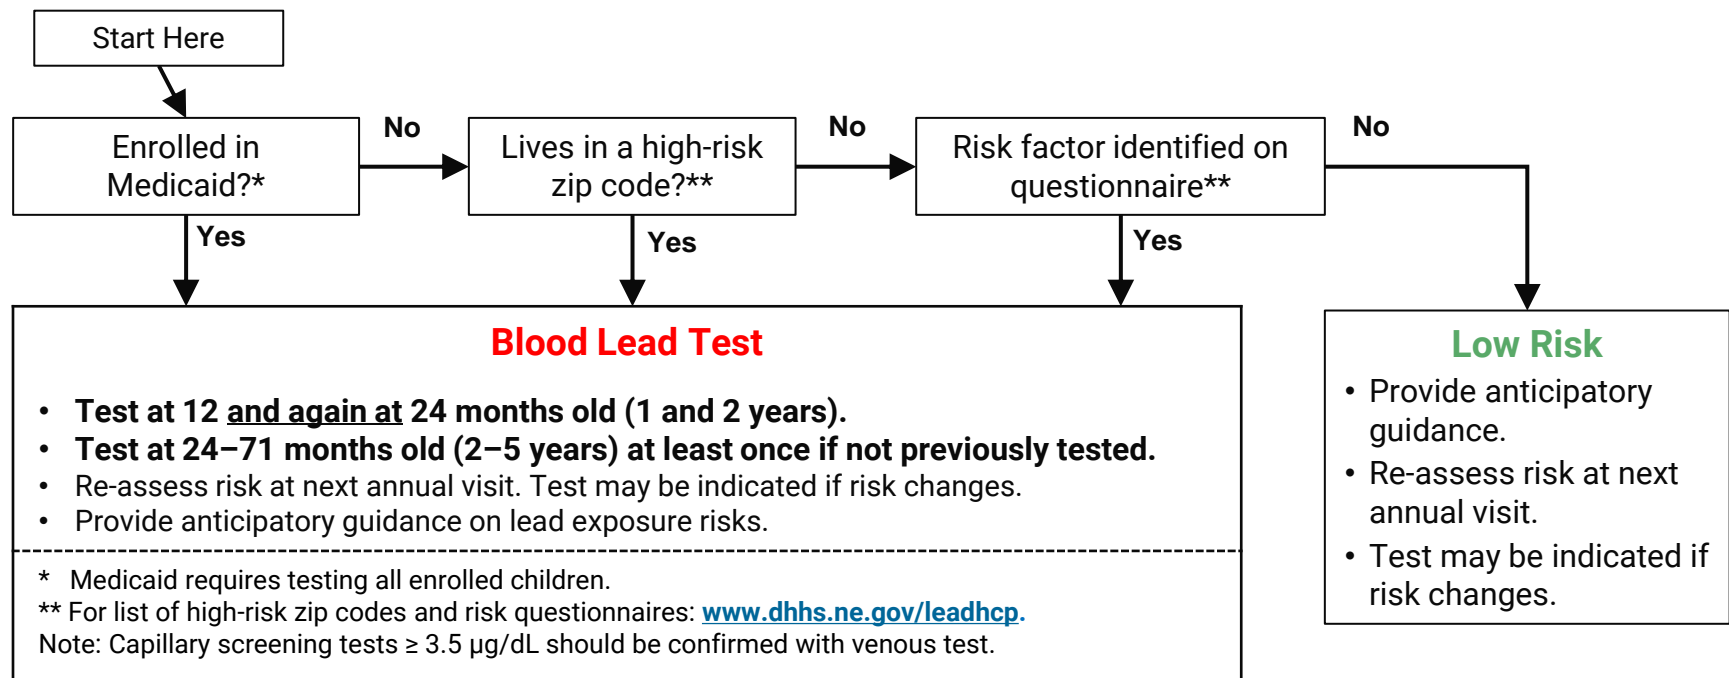 Start Here
Enrolled in
Medicaid?*
No
Lives in a high-risk
zip code?**
No
Risk factor identified on
questionnaire**
No
Yes
Yes
Yes
Blood Lead Test
• Test at 12 and again at 24 months old (1 and 2 years).
• Test at 24–71 months old (2–5 years) at least once if not previously tested.
• Re-assess risk at next annual visit. Test may be indicated if risk changes.
• Provide anticipatory guidance on lead exposure risks.
* Medicaid requires testing all enrolled children.
** For list of high-risk zip codes and risk questionnaires: www.dhhs.ne.gov/leadhcp.
Note: Capillary screening tests ≥ 3.5 µg/dL should be confirmed with venous test.
Low Risk
• Provide anticipatory
guidance.
• Re-assess risk at next
annual visit.
• Test may be indicated if
risk changes.